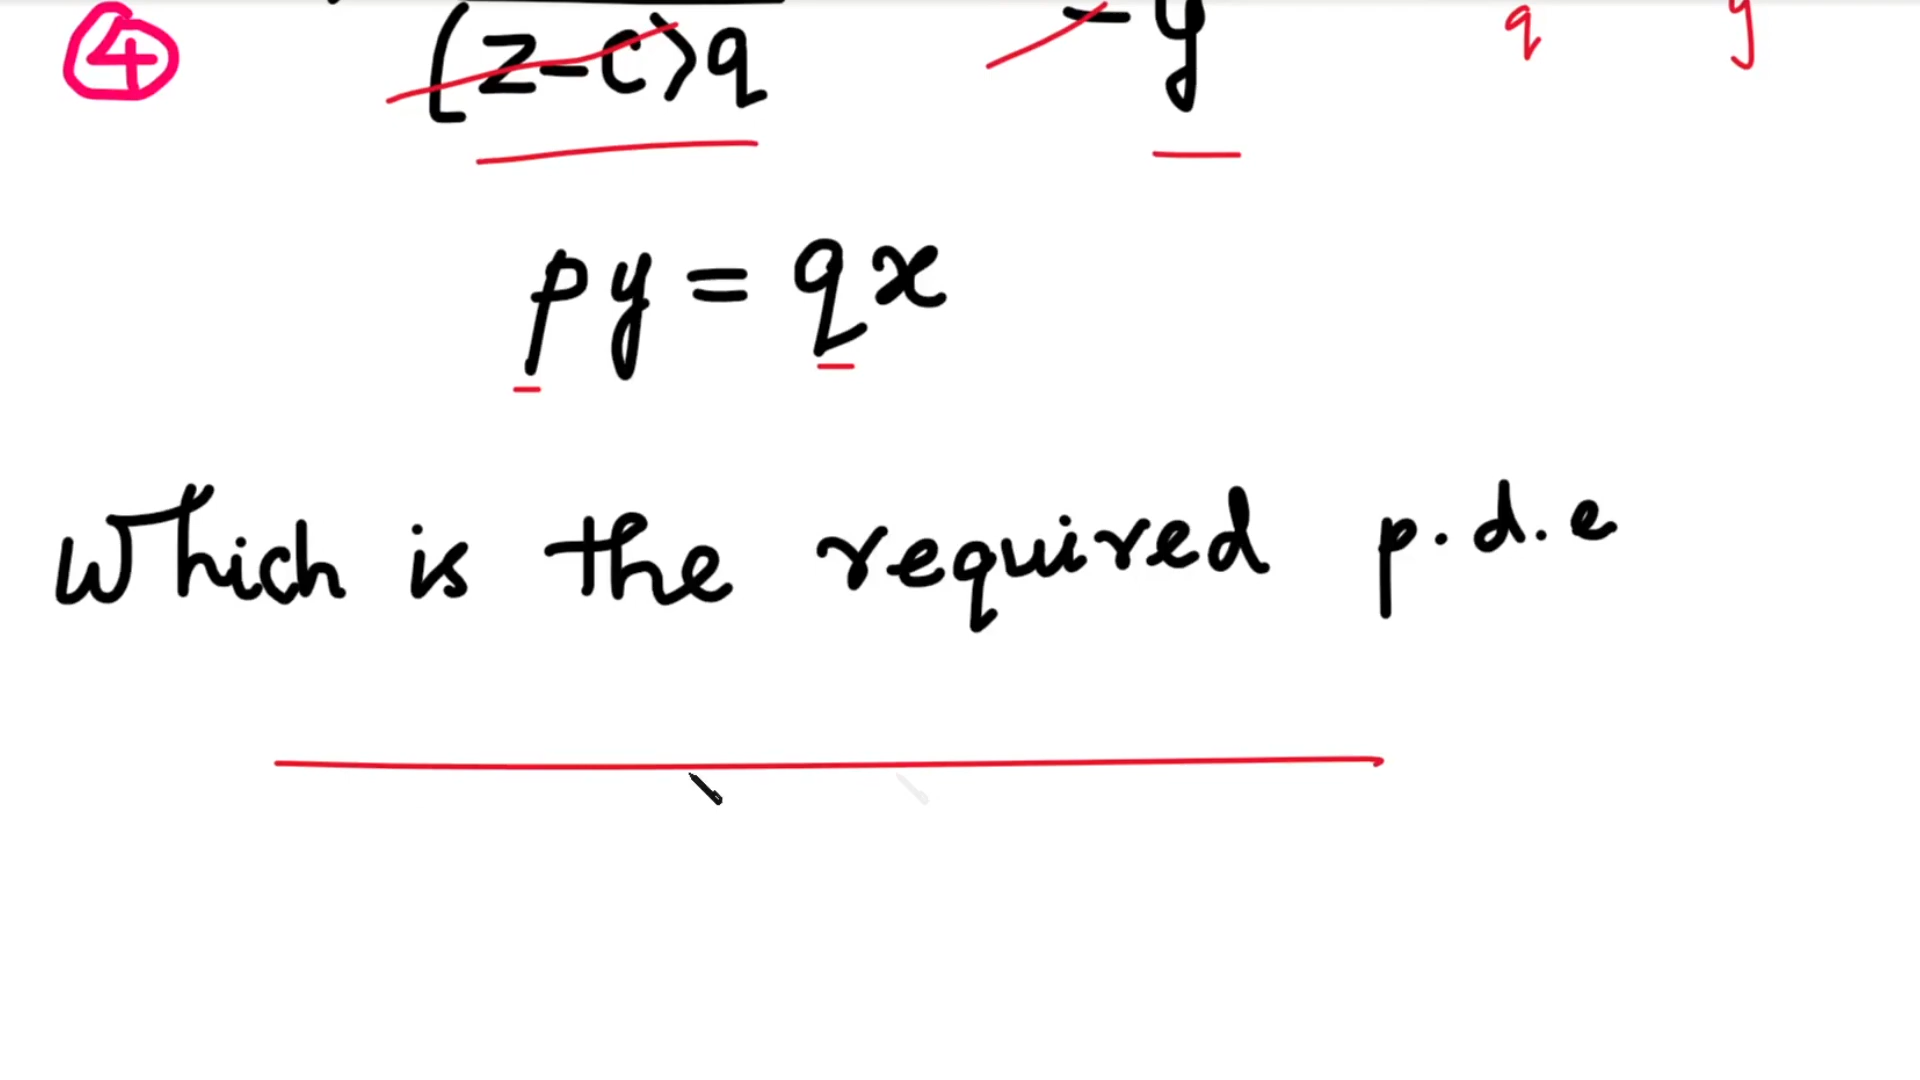 ④ (z-c)q -y q y
py = qx
Which is the required p.d.e